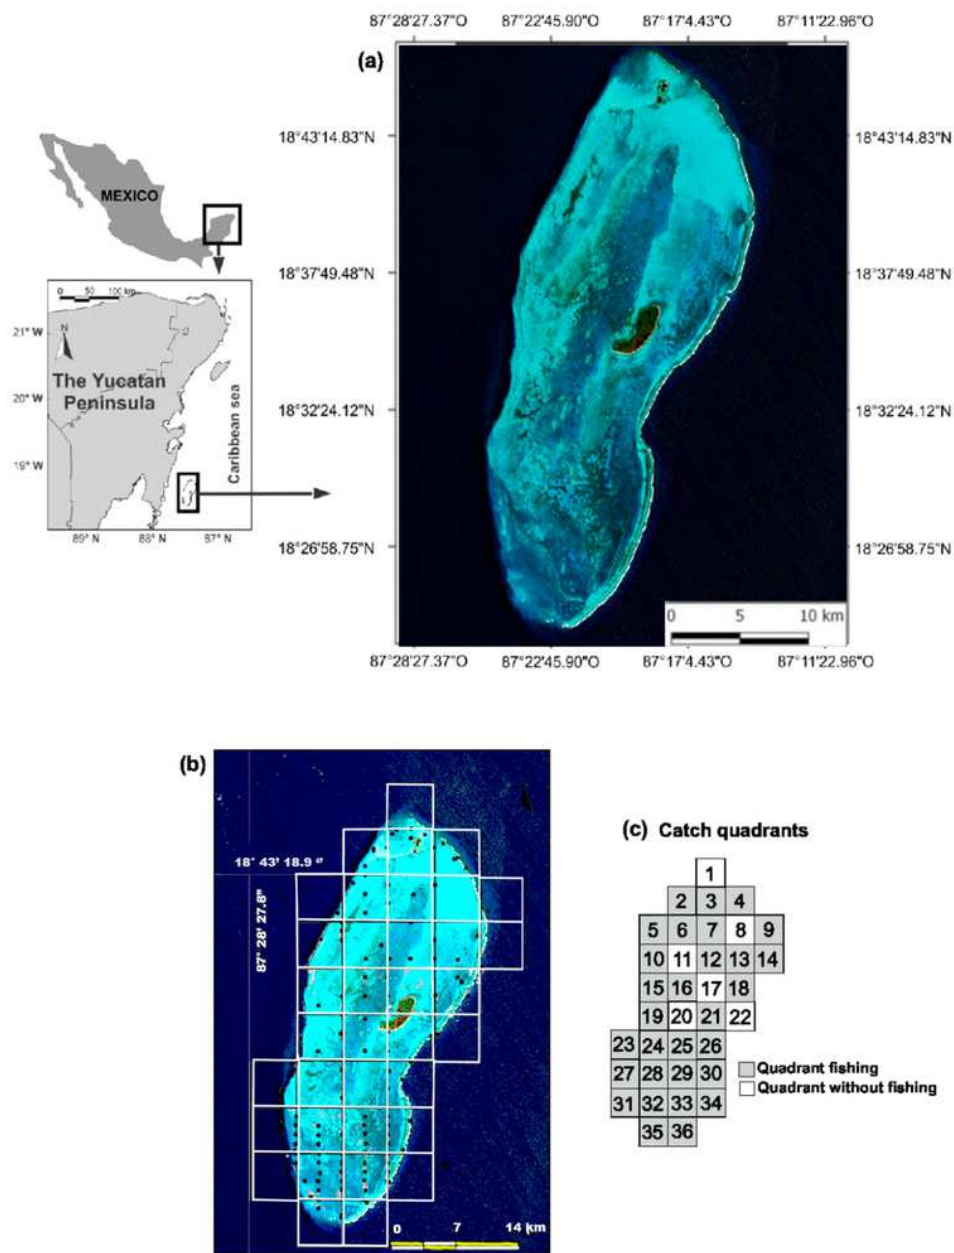 87°28'27.37"O 87°22'45.90"O 87°17'4.43"O 87°11'22.96"O
(a)
18°43'14.83"N 18°43'14.83"N
MEXICO
18°37'49.48"N 18°37'49.48"N
0 50 100 km
21° W
N
The Yucatan
Peninsula
20° W
Caribbean sea
19° W
18°32'24.12"N 18°32'24.12"N
89° N 88° N 87° N
18°26'58.75"N 18°26'58.75"N
0 5 10 km
87°28'27.37"O 87°22'45.90"O 87°17'4.43"O 87°11'22.96"O
(b)
18° 43' 18.9 "
87° 28' 27.8"
0 7 14 km
(c) Catch quadrants
1
2 3 4
5 6 7 8 9
10 11 12 13 14
15 16 17 18
19 20 21 22
23 24 25 26
27 28 29 30
31 32 33 34
35 36
Quadrant fishing
Quadrant without fishing